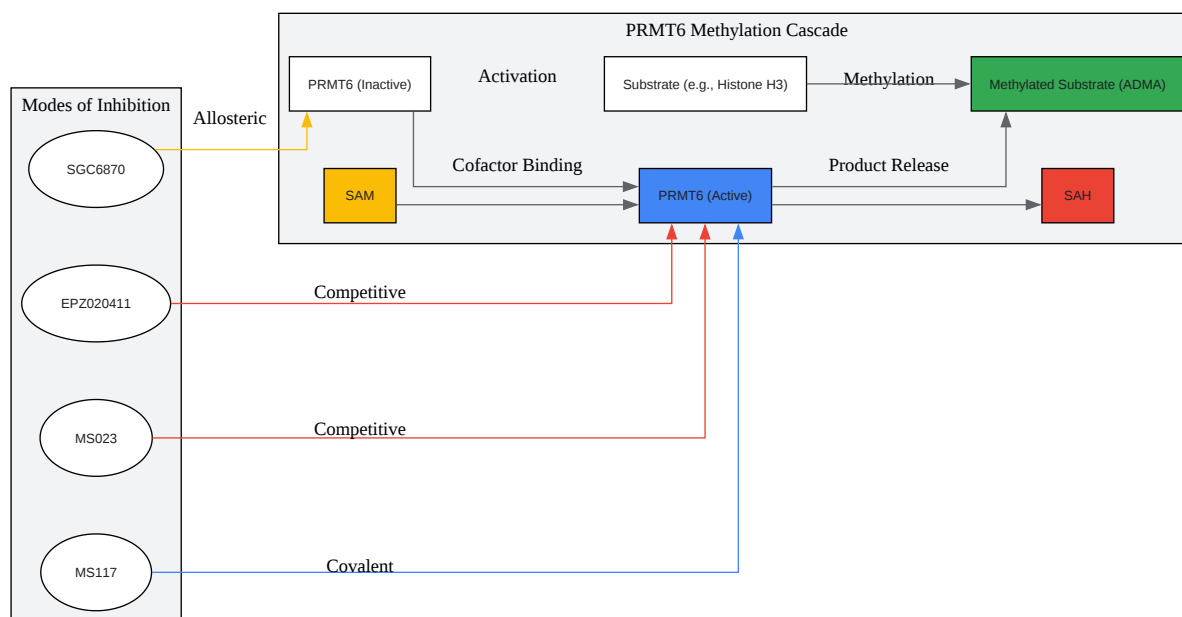 PRMT6 Methylation Cascade
PRMT6 (Inactive)
Activation
Substrate (e.g., Histone H3)
Methylation
Methylated Substrate (ADMA)
Modes of Inhibition
Allosteric
SGC6870
Cofactor Binding
Product Release
SAM
PRMT6 (Active)
SAH
EPZ020411
Competitive
MS023
Competitive
MS117
Covalent